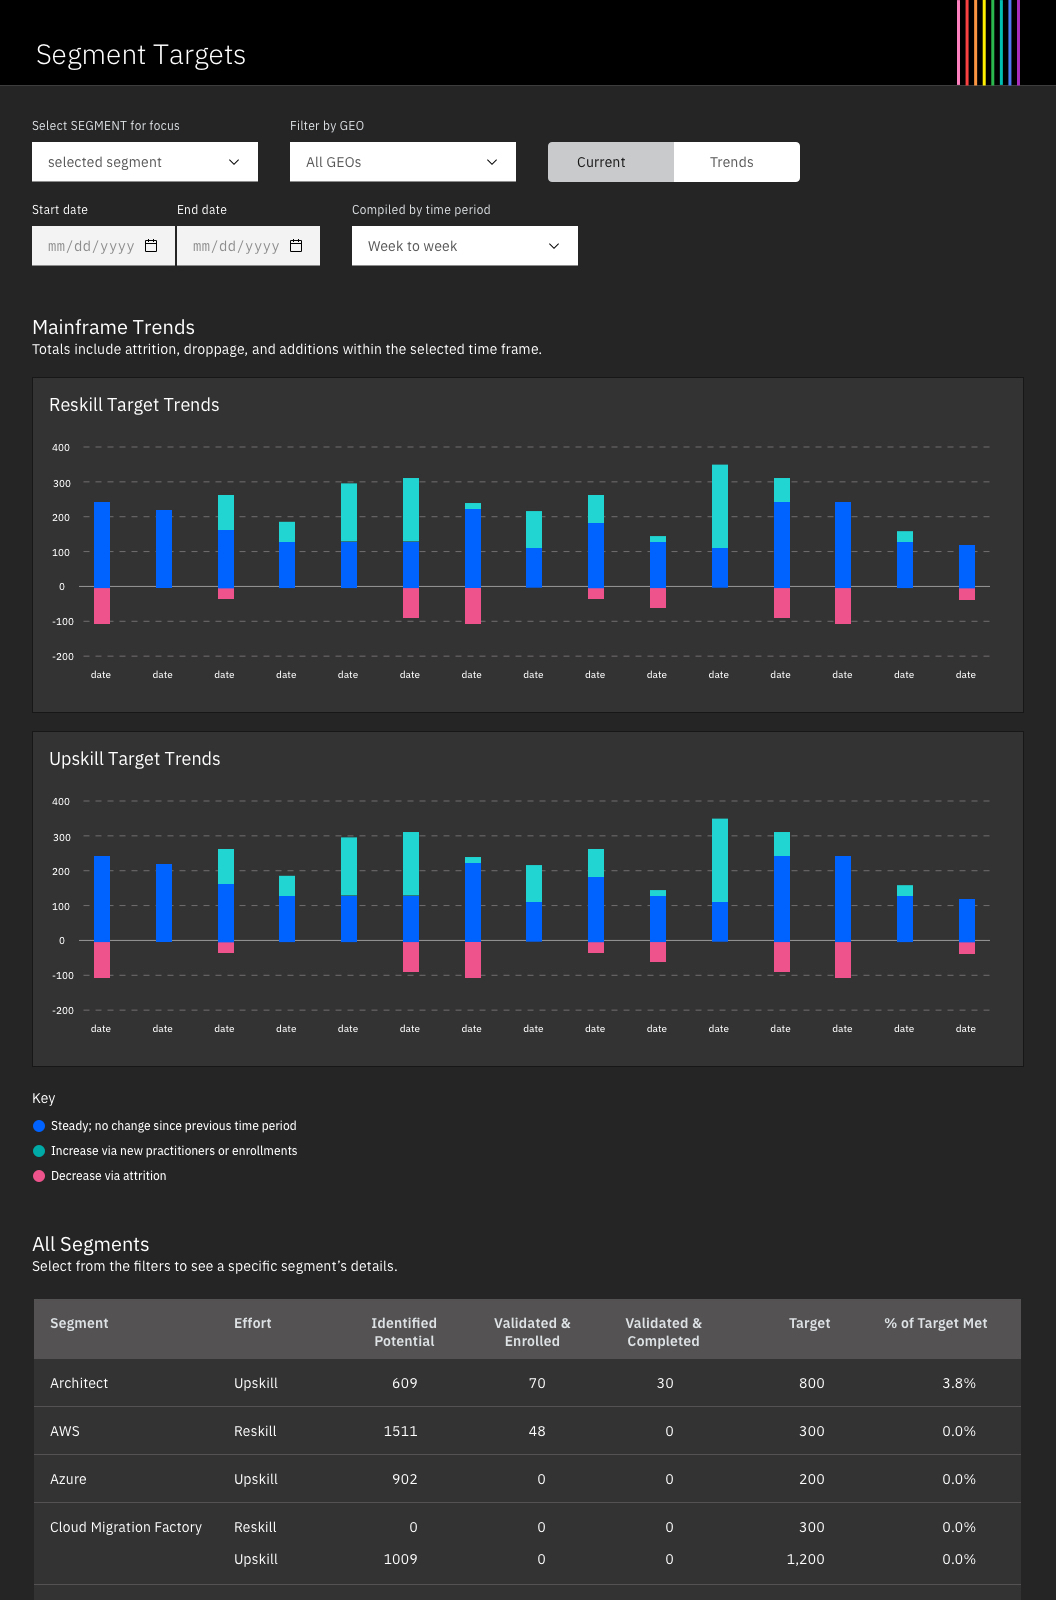 Segment Targets
Select SEGMENT for focus
Filter by GEO
selected segment
All GEOs
Current
Trends
Start date
End date
Compiled by time period
mm/dd/yyyy
mm/dd/yyyy
Week to week
Mainframe Trends
Totals include attrition, droppage, and additions within the selected time frame.
Reskill Target Trends
400
300
200
100
0
-100
-200
date date date date date date date date date date date date date date date
Upskill Target Trends
400
300
200
100
0
-100
-200
date date date date date date date date date date date date date date date
Key
Steady; no change since previous time period
Increase via new practitioners or enrollments
Decrease via attrition
All Segments
Select from the filters to see a specific segment’s details.
Segment Effort Identified Potential Validated & Enrolled Validated & Completed Target % of Target Met
Architect Upskill 609 70 30 800 3.8%
AWS Reskill 1511 48 0 300 0.0%
Azure Upskill 902 0 0 200 0.0%
Cloud Migration Factory Reskill 0 0 0 300 0.0%
Upskill 1009 0 0 1,200 0.0%